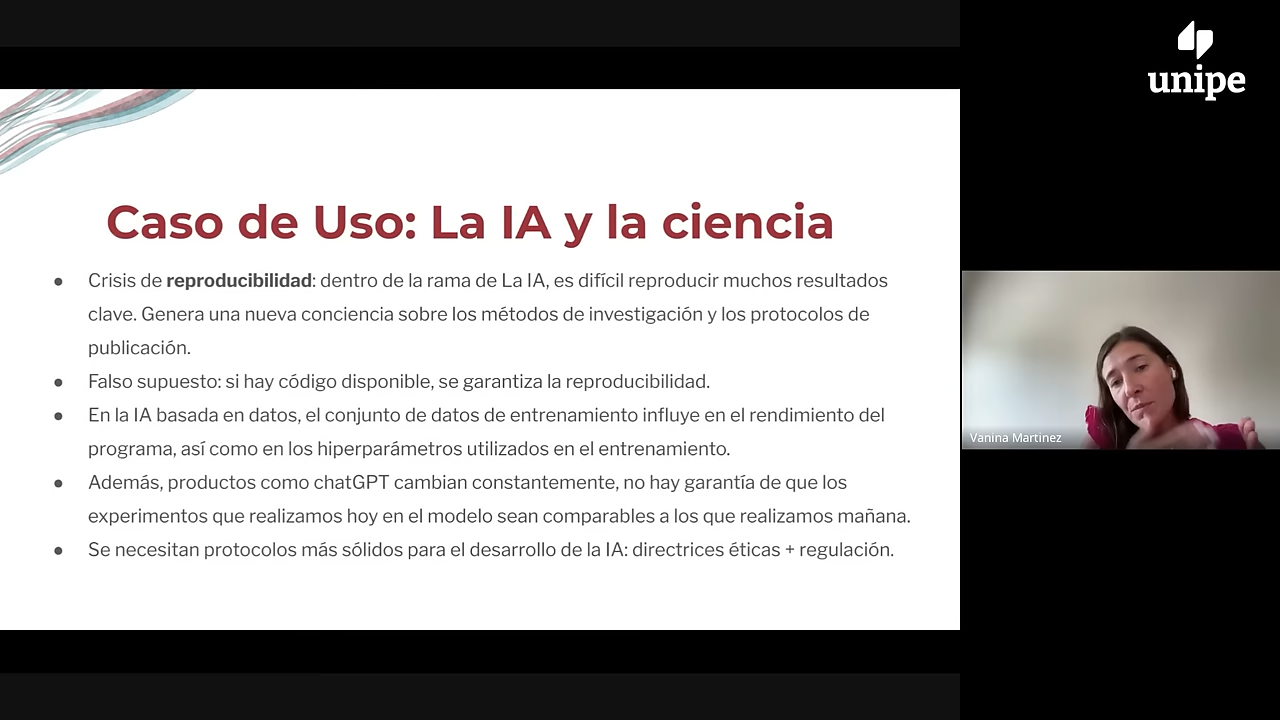 unipe
Caso de Uso: La IA y la ciencia
● Crisis de reproducibilidad: dentro de la rama de La IA, es difícil reproducir muchos resultados
clave. Genera una nueva conciencia sobre los métodos de investigación y los protocolos de
publicación.
● Falso supuesto: si hay código disponible, se garantiza la reproducibilidad.
● En la IA basada en datos, el conjunto de datos de entrenamiento influye en el rendimiento del
programa, así como en los hiperparámetros utilizados en el entrenamiento.
● Además, productos como chatGPT cambian constantemente, no hay garantía de que los
experimentos que realizamos hoy en el modelo sean comparables a los que realizamos mañana.
● Se necesitan protocolos más sólidos para el desarrollo de la IA: directrices éticas + regulación.
Vanina Martinez